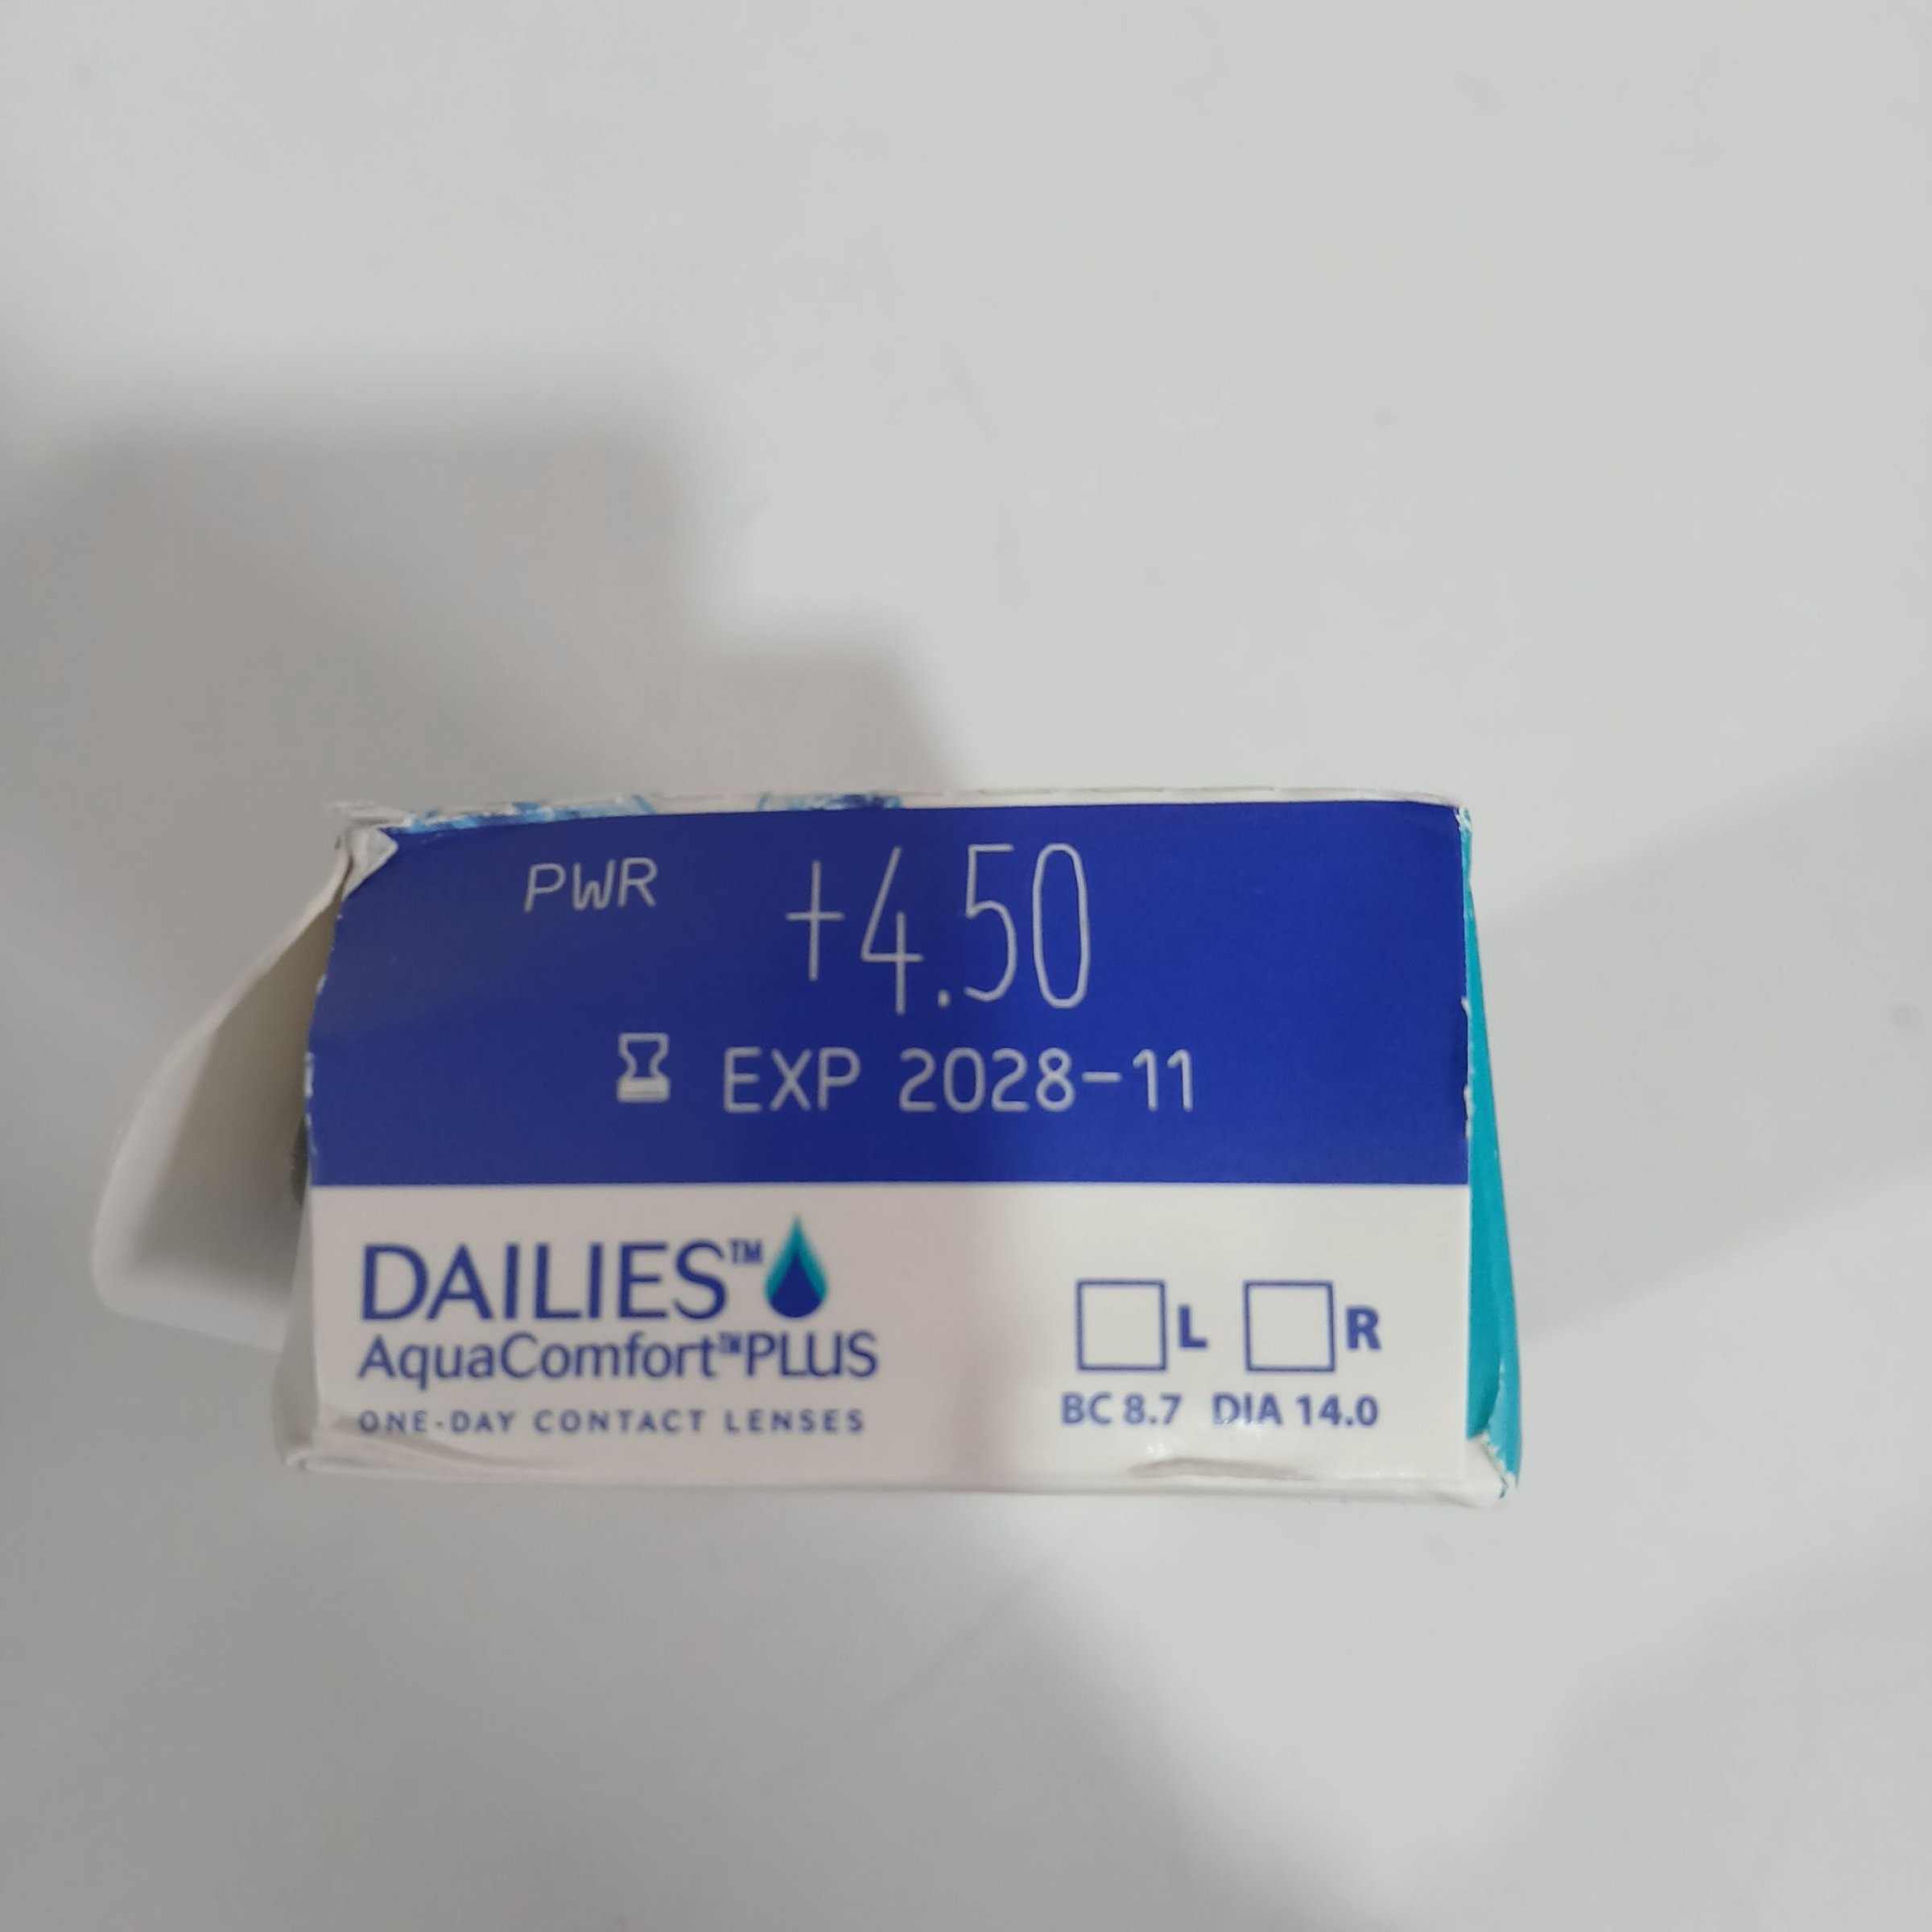 PWR +4.50
EXP 2028-11
DAILIES™
AquaComfort™PLUS
ONE-DAY CONTACT LENSES
L R
BC 8.7 DIA 14.0